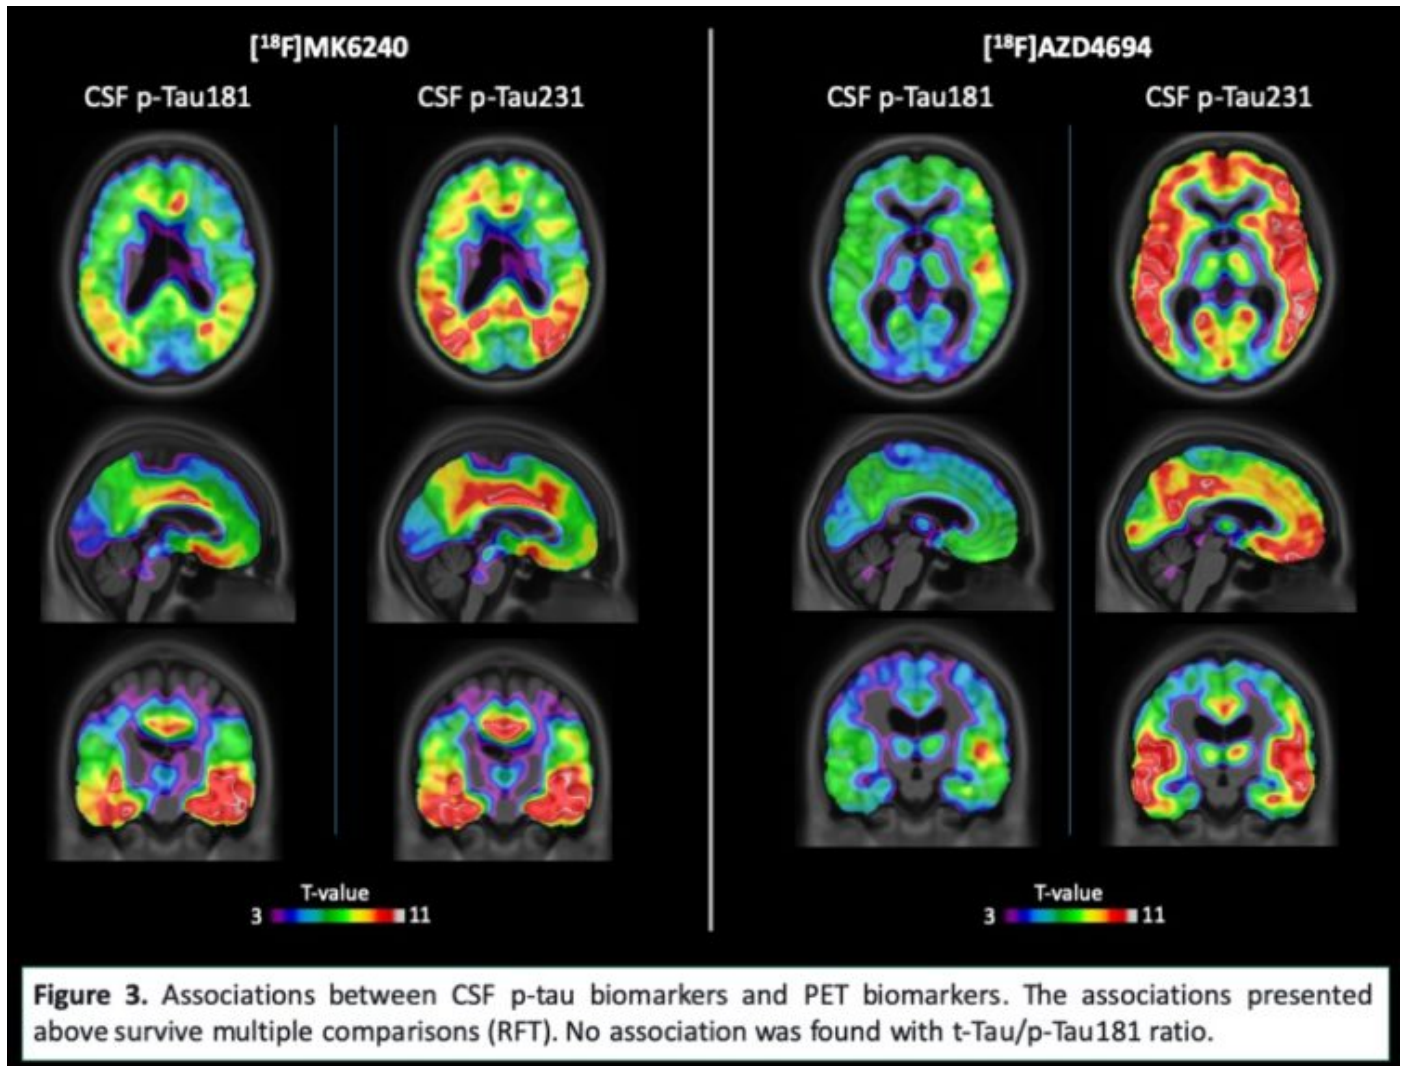 [¹⁸F]MK6240
CSF p-Tau181
CSF p-Tau231
T-value
3
11
[¹⁸F]AZD4694
CSF p-Tau181
CSF p-Tau231
T-value
3
11
Figure 3. Associations between CSF p-tau biomarkers and PET biomarkers. The associations presented
above survive multiple comparisons (RFT). No association was found with t-Tau/p-Tau181 ratio.